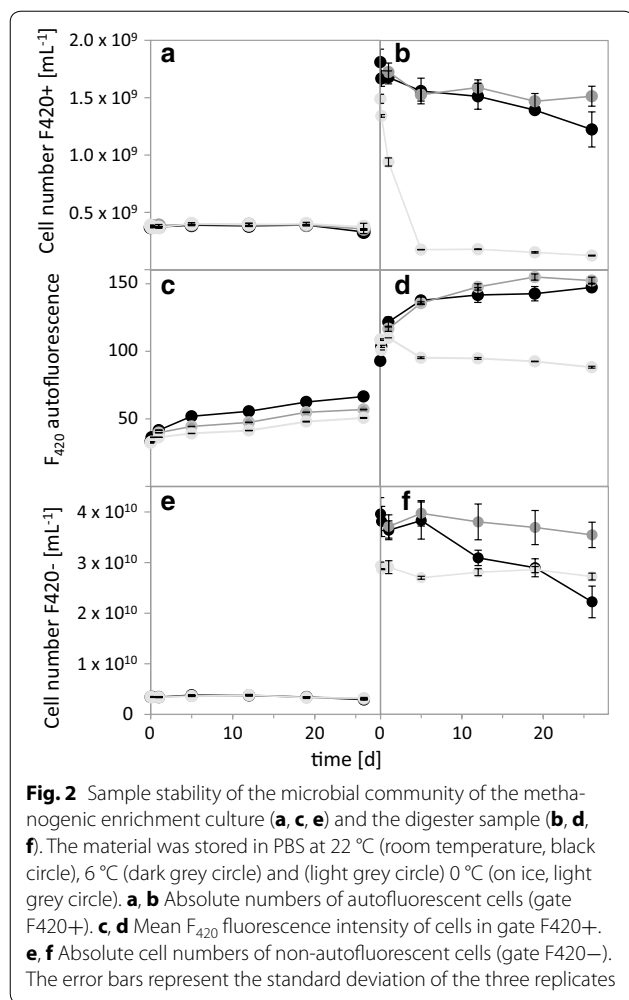 2.0 x 10⁹
1.5 x 10⁹
1.0 x 10⁹
0.5 x 10⁹
Cell number F420+ [mL⁻¹]
a
b
150
100
50
F₄₂₀ autofluorescence
c
d
4 x 10¹⁰
3 x 10¹⁰
2 x 10¹⁰
1 x 10¹⁰
0
Cell number F420- [mL⁻¹]
e
f
0 10 20 0 10 20
time [d]
Fig. 2 Sample stability of the microbial community of the metha-
nogenic enrichment culture (a, c, e) and the digester sample (b, d,
f). The material was stored in PBS at 22 °C (room temperature, black
circle), 6 °C (dark grey circle) and (light grey circle) 0 °C (on ice, light
grey circle). a, b Absolute numbers of autofluorescent cells (gate
F420+). c, d Mean F₄₂₀ fluorescence intensity of cells in gate F420+.
e, f Absolute cell numbers of non-autofluorescent cells (gate F420−).
The error bars represent the standard deviation of the three replicates